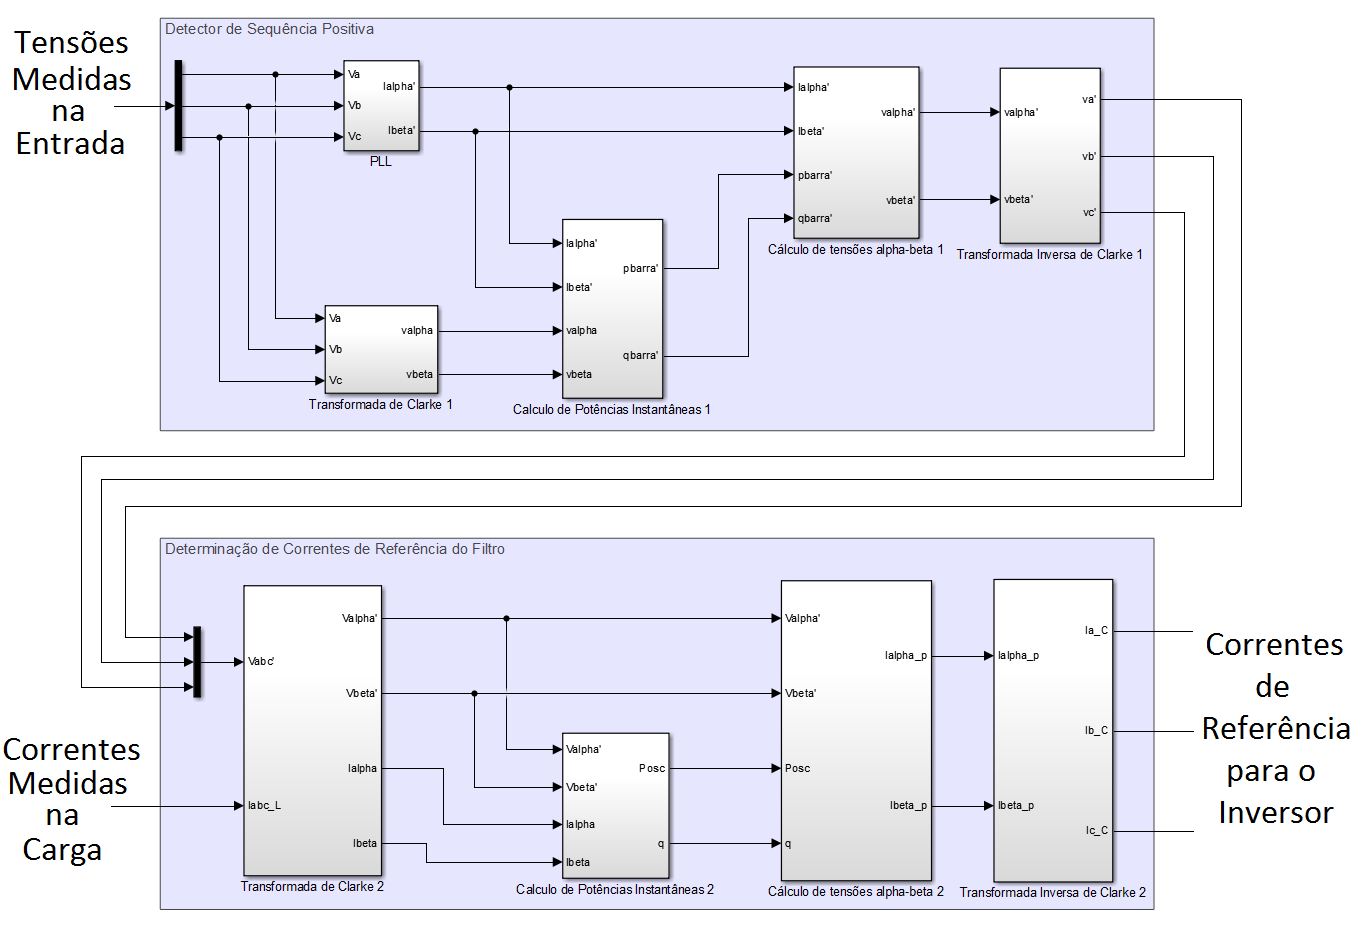 Detector de Sequência Positiva
Tensões
Medidas
na
Entrada
Va
Vb
Vc
Ialpha'
Ibeta'
PLL
Va
Vb
Vc
valpha
vbeta
Transformada de Clarke 1
Ialpha'
Ibeta'
valpha
vbeta
pbarra'
qbarra'
Calculo de Potências Instantâneas 1
Ialpha'
Ibeta'
pbarra'
qbarra'
valpha'
vbeta'
Cálculo de tensões alpha-beta 1
valpha'
vbeta'
va'
vb'
vc'
Transformada Inversa de Clarke 1
Determinação de Correntes de Referência do Filtro
Correntes
Medidas
na
Carga
Vabc'
Iabc_L
Valpha'
Vbeta'
Ialpha
Ibeta
Transformada de Clarke 2
Valpha'
Vbeta'
Ialpha
Ibeta
Posc
q
Calculo de Potências Instantâneas 2
Valpha'
Vbeta'
Posc
q
Ialpha_p
Ibeta_p
Cálculo de tensões alpha-beta 2
Ialpha_p
Ibeta_p
Ia_C
Ib_C
Ic_C
Transformada Inversa de Clarke 2
Correntes
de
Referência
para o
Inversor